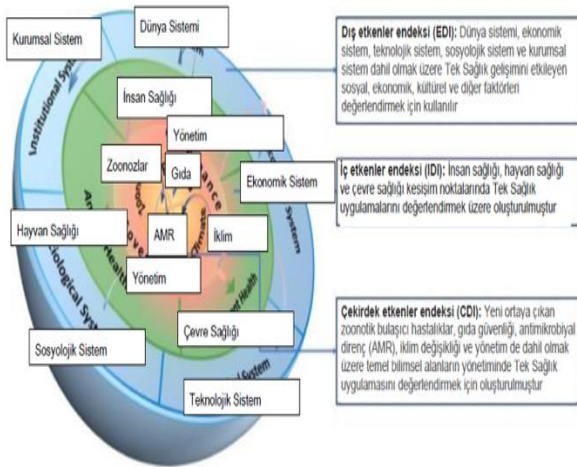 Dünya Sistemi
Kurumsal Sistem
Institutional System
İnsan Sağlığı
Yönetim
Zoonozlar
Gıda
Ekonomik Sistem
Hayvan Sağlığı
AMR
İklim
Yönetim
Çevre Sağlığı
Sosyolojik Sistem
Teknolojik Sistem
Dış etkenler endeksi (EDI): Dünya sistemi, ekonomik
sistem, teknolojik sistem, sosyolojik sistem ve kurumsal
sistem dahil olmak üzere Tek Sağlık gelişimini etkileyen
sosyal, ekonomik, kültürel ve diğer faktörleri
değerlendirmek için kullanılır
İç etkenler endeksi (IDI): İnsan sağlığı, hayvan sağlığı
ve çevre sağlığı kesişim noktalarında Tek Sağlık
uygulamalarını değerlendirmek üzere oluşturulmuştur
Çekirdek etkenler endeksi (CDI): Yeni ortaya çıkan
zoonotik bulaşıcı hastalıklar, gıda güvenliği, antimikrobiyal
direnç (AMR), iklim değişikliği ve yönetim de dahil olmak
üzere temel bilimsel alanların yönetiminde Tek Sağlık
uygulamasını değerlendirmek için oluşturulmuştur